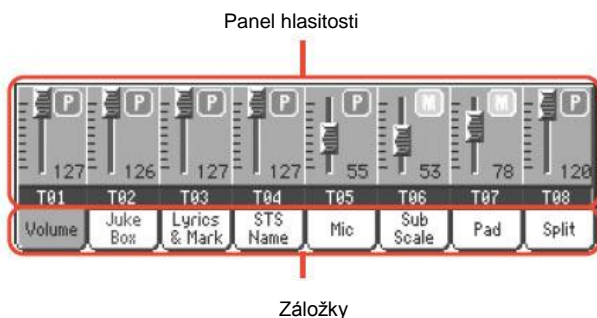 Panel hlasitosti
P P P P P M M P
127 126 127 127 55 53 78 120
T01 T02 T03 T04 T05 T06 T07 T08
Volume Juke Box Lyrics & Mark STS Name Mic Sub Scale Pad Split
Záložky